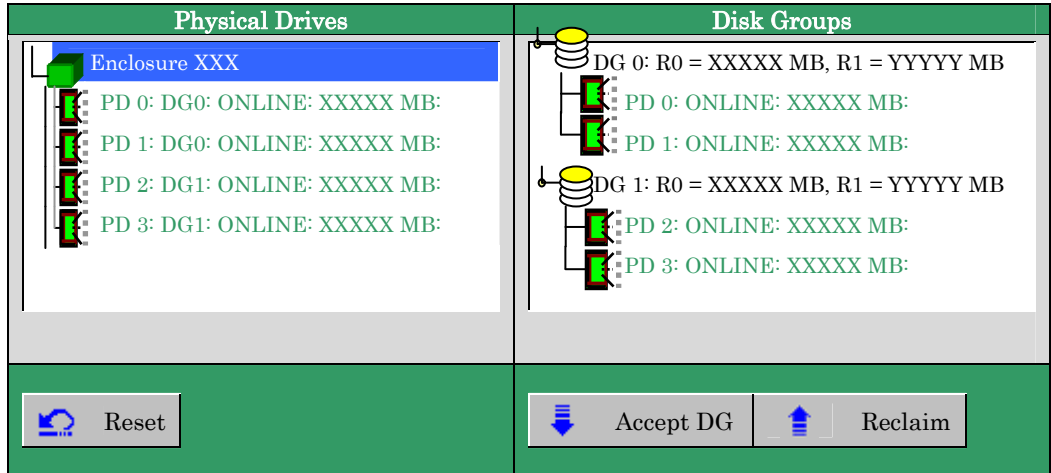 Physical Drives
Enclosure XXX
PD 0: DG0: ONLINE: XXXXX MB:
PD 1: DG0: ONLINE: XXXXX MB:
PD 2: DG1: ONLINE: XXXXX MB:
PD 3: DG1: ONLINE: XXXXX MB:
Reset
Disk Groups
DG 0: R0 = XXXXX MB, R1 = YYYYY MB
PD 0: ONLINE: XXXXX MB:
PD 1: ONLINE: XXXXX MB:
DG 1: R0 = XXXXX MB, R1 = YYYYY MB
PD 2: ONLINE: XXXXX MB:
PD 3: ONLINE: XXXXX MB:
Accept DG
Reclaim